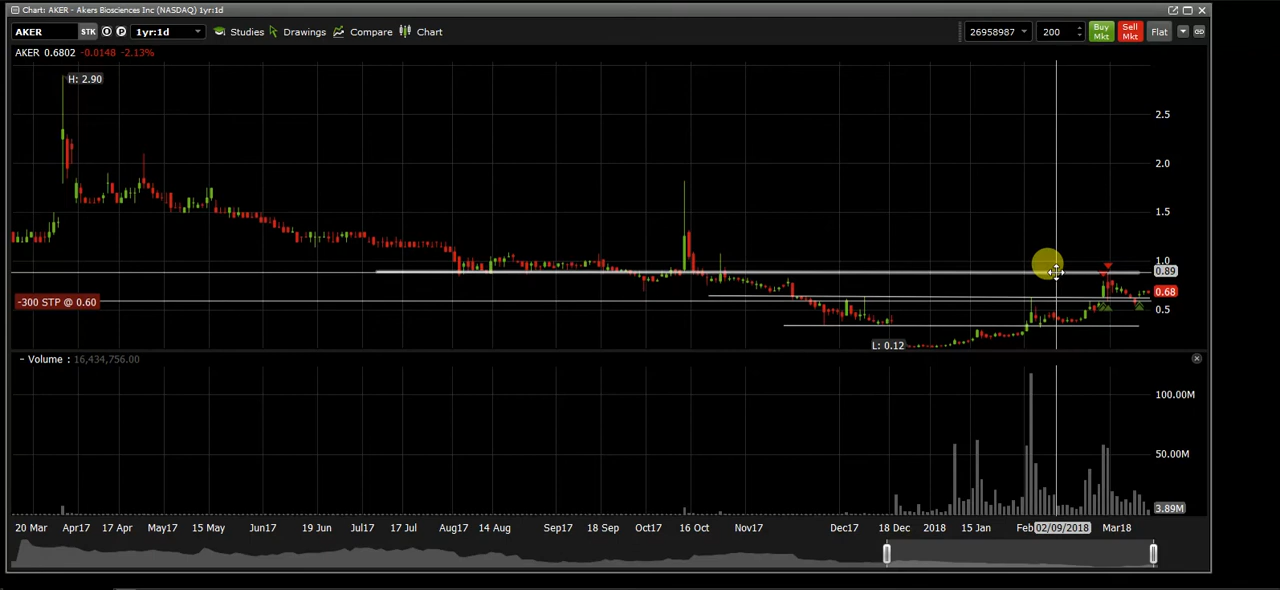 Chart: AKER - Akers Biosciences Inc (NASDAQ) 1yr:1d
AKER STK 1yr:1d Studies Drawings Compare Chart 26958987 200 Buy Mkt Sell Mkt Flat
AKER 0.6802 -0.0148 -2.13%
H: 2.90
2.5
2.0
1.5
1.0
0.89
0.68
-300 STP @ 0.60
0.5
L: 0.12
- Volume : 16,434,756.00
100.00M
50.00M
3.89M
20 Mar Apr17 17 Apr May17 15 May Jun17 19 Jun Jul17 17 Jul Aug17 14 Aug Sep17 18 Sep Oct17 16 Oct Nov17 Dec17 18 Dec 2018 15 Jan Feb 02/09/2018 Mar18